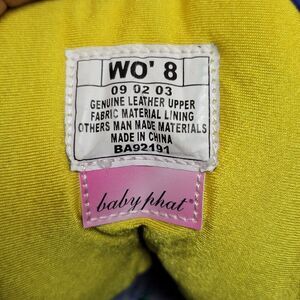 WO' 8
09 02 03
GENUINE LEATHER UPPER
FABRIC MATERIAL LINING
OTHERS MAN MADE MATERIALS
MADE IN CHINA
BA92191
baby phat®